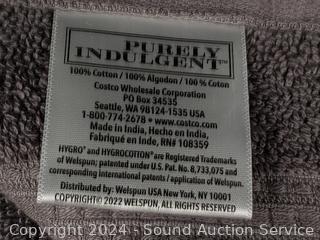 PURELY
INDULGENT™
100% Cotton / 100% Algodon / 100 % Coton
Costco Wholesale Corporation
PO Box 34535
Seattle, WA 98124-1535 USA
1-800-774-2678 • www.costco.com
Made in India, Hecho en India,
Fabriqué en Inde, RN# 108359
HYGRO® and HYGROCOTTON® are Registered Trademarks
of Welspun; patented under U.S. Pat. No. 8,733,075 and
corresponding international patents / application of Welspun.
Distributed by: Welspun USA New York, NY 10001
COPYRIGHT© 2022 WELSPUN, ALL RIGHTS RESERVED
Copyright 2024 - Sound Auction Service